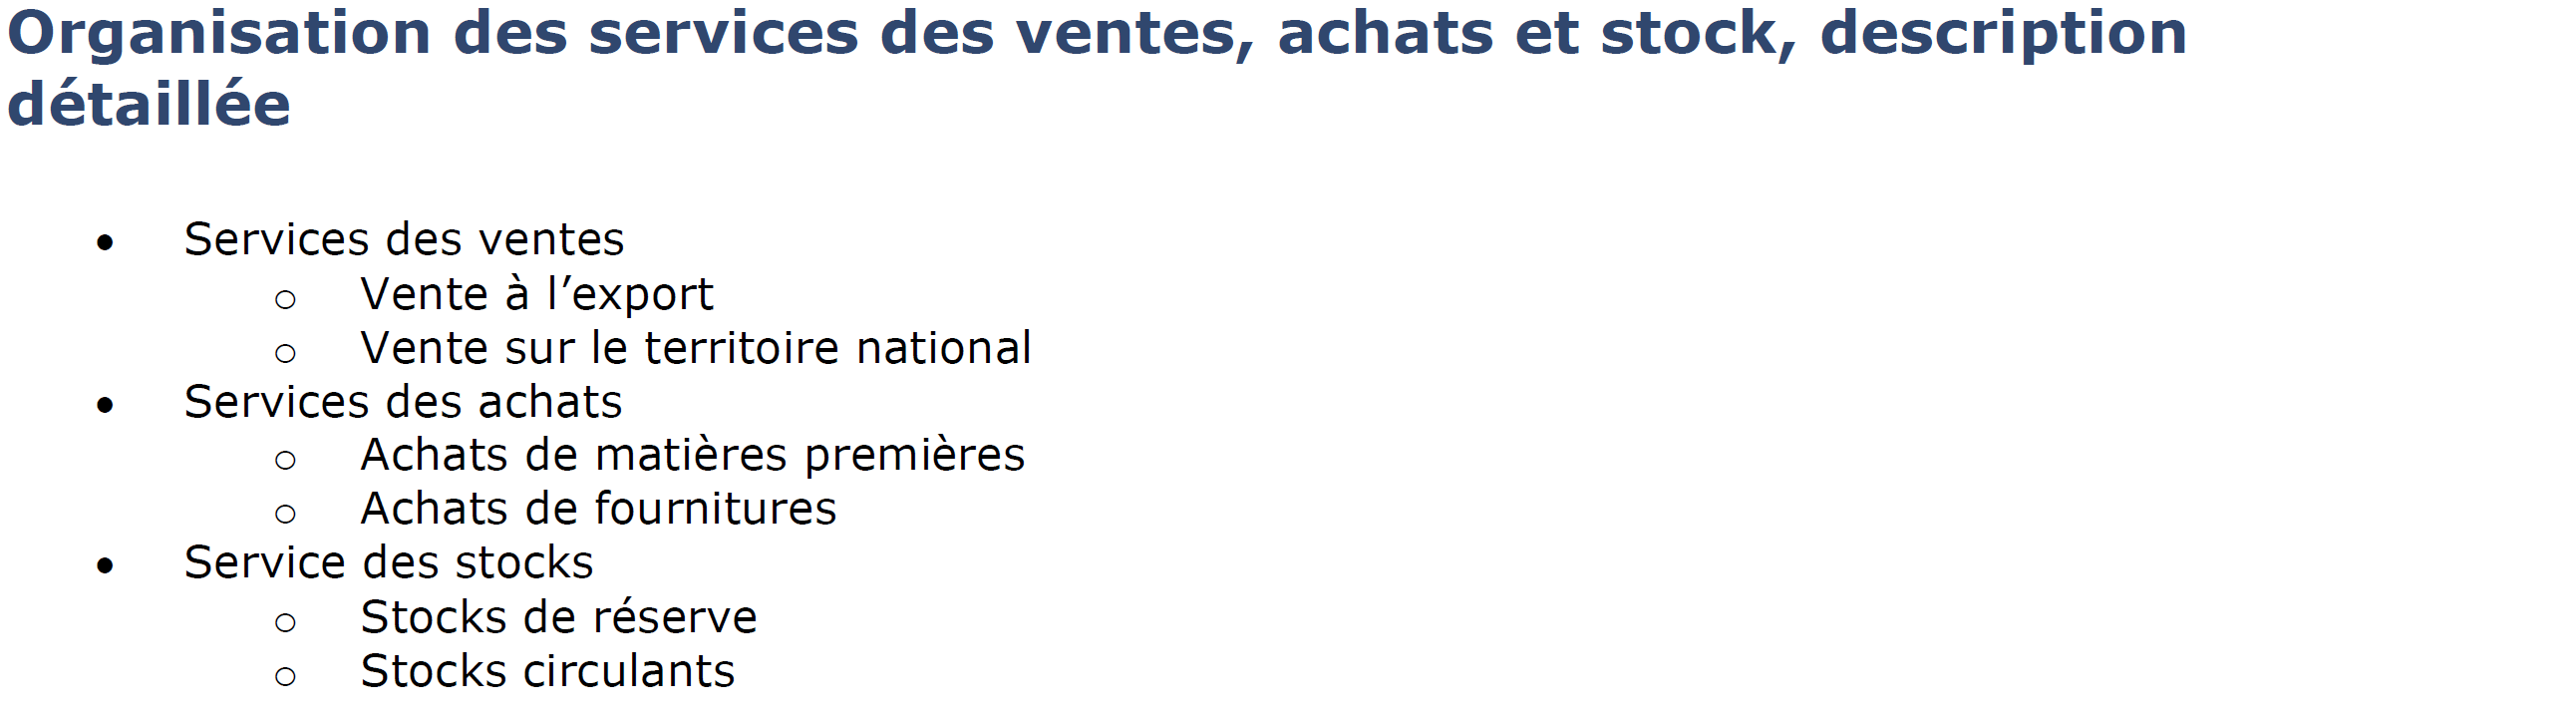 Organisation des services des ventes, achats et stock, description
détaillée
• Services des ventes
○ Vente à l’export
○ Vente sur le territoire national
• Services des achats
○ Achats de matières premières
○ Achats de fournitures
• Service des stocks
○ Stocks de réserve
○ Stocks circulants